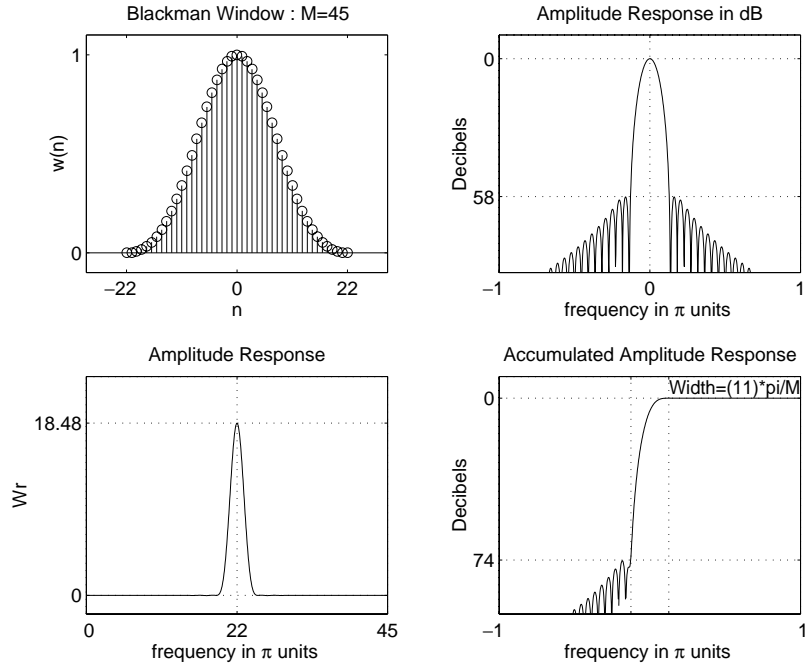 Blackman Window : M=45
1
w(n)
0
−22
0
22
n
Amplitude Response in dB
0
Decibels
58
−1
0
1
frequency in π units
Amplitude Response
18.48
Wr
0
0
22
45
frequency in π units
Accumulated Amplitude Response
Width=(11)*pi/M
0
Decibels
74
−1
1
frequency in π units